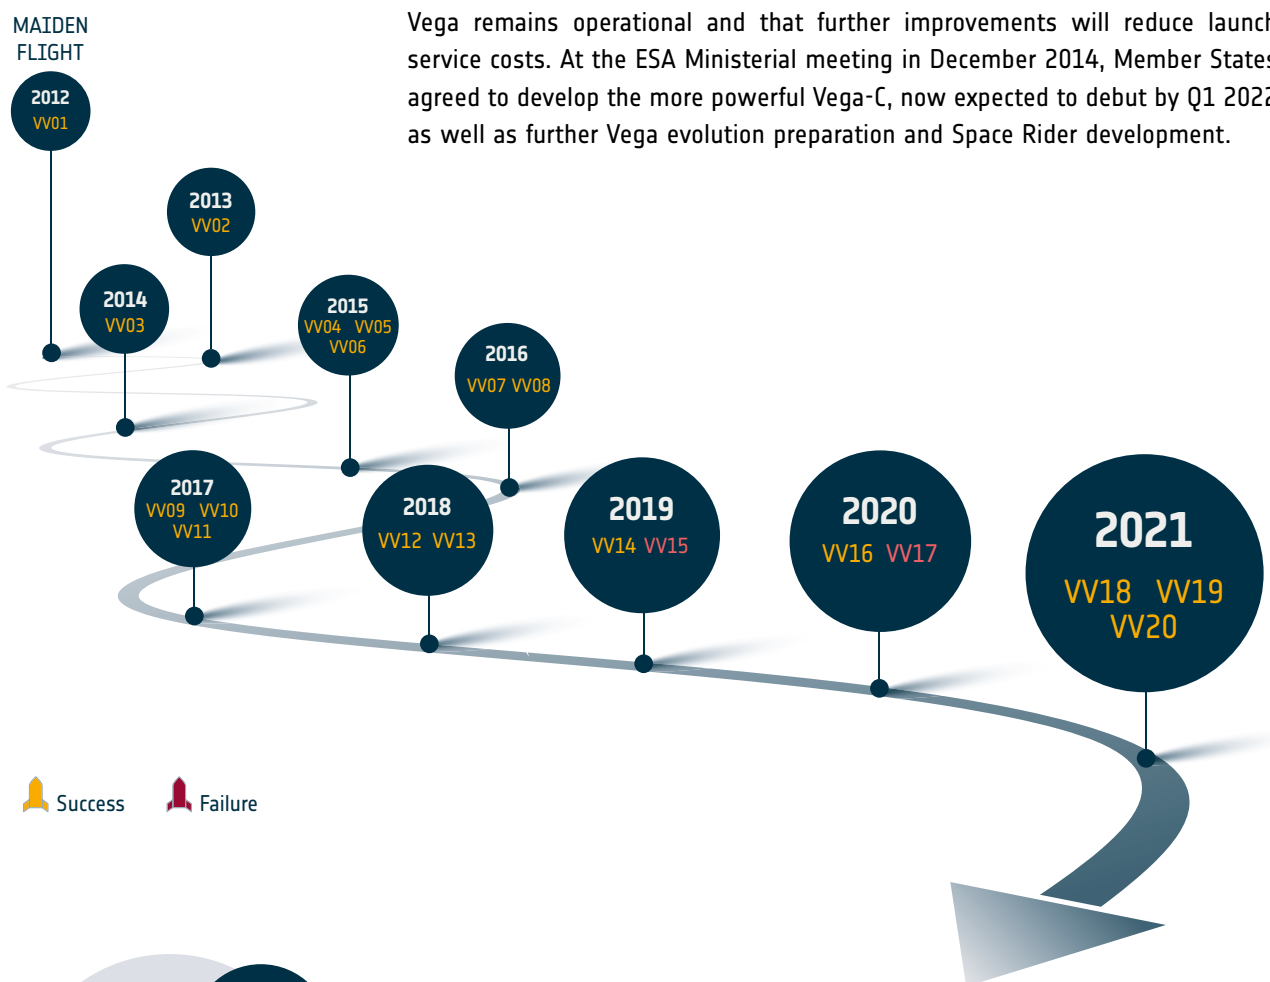 MAIDEN
FLIGHT
Vega remains operational and that further improvements will reduce launch
service costs. At the ESA Ministerial meeting in December 2014, Member States
agreed to develop the more powerful Vega-C, now expected to debut by Q1 2022
as well as further Vega evolution preparation and Space Rider development.
2012
VV01
2013
VV02
2014
VV03
2015
VV04 VV05
VV06
2016
VV07 VV08
2017
VV09 VV10
VV11
2018
VV12 VV13
2019
VV14 VV15
2020
VV16 VV17
2021
VV18 VV19
VV20
Success
Failure